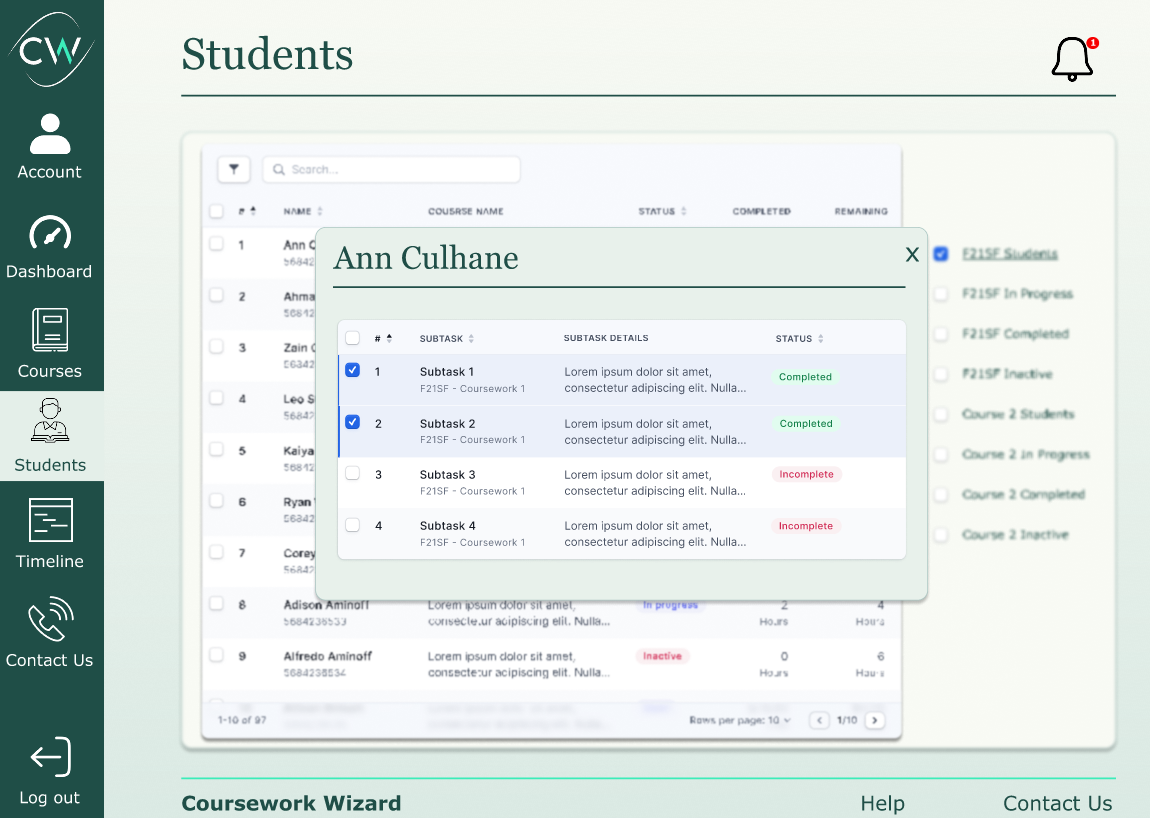 CW
Account
Dashboard
Courses
Students
Timeline
Contact Us
Log out
Students
1
Search...
# NAME COUSRSE NAME STATUS COMPLETED REMAINING
1 Ann
2 Ahma
3 Zain
4 Leo S
5 Kaiya
6 Ryan
7 Corey
8 Adison Aminoff Lorem ipsum dolor sit amet, In progress 2 4
5684236533 consectetur adipiscing elit. Nulla... Hours Hours
9 Alfredo Aminoff Lorem ipsum dolor sit amet, Inactive 0 6
5684236534 consectetur adipiscing elit. Nulla... Hours Hours
1-10 of 97 Rows per page: 10 1/10
Ann Culhane X
# SUBTASK SUBTASK DETAILS STATUS
1 Subtask 1 Lorem ipsum dolor sit amet, Completed
F21SF - Coursework 1 consectetur adipiscing elit. Nulla...
2 Subtask 2 Lorem ipsum dolor sit amet, Completed
F21SF - Coursework 1 consectetur adipiscing elit. Nulla...
3 Subtask 3 Lorem ipsum dolor sit amet, Incomplete
F21SF - Coursework 1 consectetur adipiscing elit. Nulla...
4 Subtask 4 Lorem ipsum dolor sit amet, Incomplete
F21SF - Coursework 1 consectetur adipiscing elit. Nulla...
F21SF Students
F21SF In Progress
F21SF Completed
F21SF Inactive
Course 2 Students
Course 2 In Progress
Course 2 Completed
Course 2 Inactive
Coursework Wizard Help Contact Us